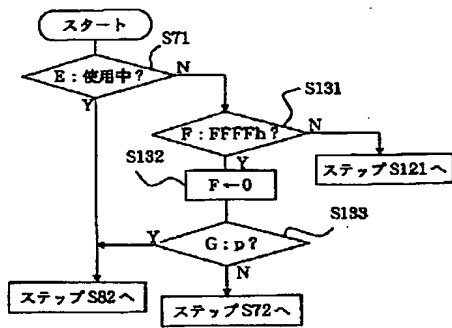 スタート
S71
E:使用中?
N
Y
S131
F:FFFFh?
N
Y
S132
F←0
ステップS121へ
S133
G:p?
Y
N
ステップS82へ
ステップS72へ